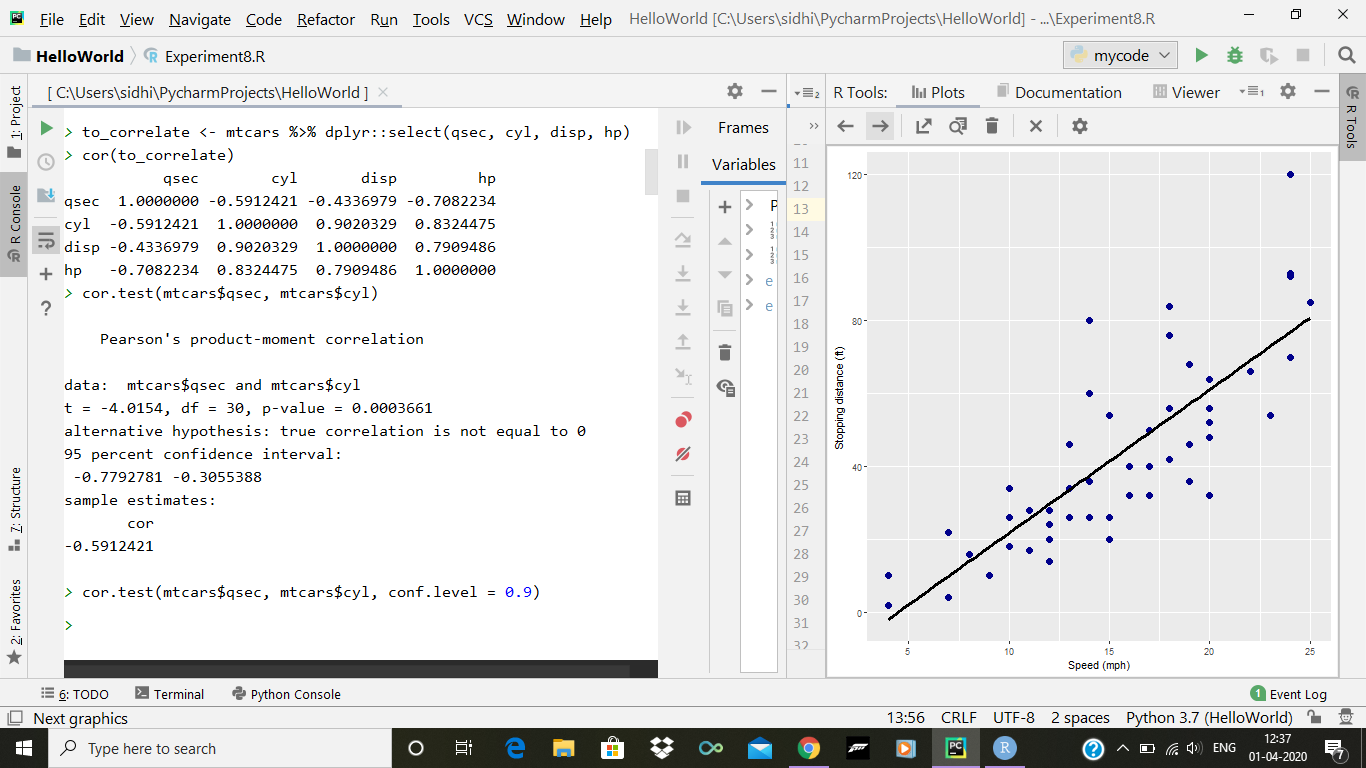 File Edit View Navigate Code Refactor Run Tools VCS Window Help HelloWorld [C:\Users\sidhi\PycharmProjects\HelloWorld] - ...\Experiment8.R
HelloWorld Experiment8.R mycode
1: Project
R Console
7: Structure
2: Favorites
[ C:\Users\sidhi\PycharmProjects\HelloWorld ]
> to_correlate <- mtcars %>% dplyr::select(qsec, cyl, disp, hp)
> cor(to_correlate)
qsec cyl disp hp
qsec 1.0000000 -0.5912421 -0.4336979 -0.7082234
cyl -0.5912421 1.0000000 0.9020329 0.8324475
disp -0.4336979 0.9020329 1.0000000 0.7909486
hp -0.7082234 0.8324475 0.7909486 1.0000000
> cor.test(mtcars$qsec, mtcars$cyl)
Pearson's product-moment correlation
data: mtcars$qsec and mtcars$cyl
t = -4.0154, df = 30, p-value = 0.0003661
alternative hypothesis: true correlation is not equal to 0
95 percent confidence interval:
-0.7792781 -0.3055388
sample estimates:
cor
-0.5912421
> cor.test(mtcars$qsec, mtcars$cyl, conf.level = 0.9)
>
Frames
Variables
P
e
e
11
12
13
14
15
16
17
18
19
20
21
22
23
24
25
26
27
28
29
30
31
32
R Tools: Plots Documentation Viewer
R Tools
120
80
40
0
Stopping distance (ft)
5 10 15 20 25
Speed (mph)
6: TODO Terminal Python Console 1 Event Log
Next graphics 13:56 CRLF UTF-8 2 spaces Python 3.7 (HelloWorld)
Type here to search
ENG
12:37
01-04-2020
7